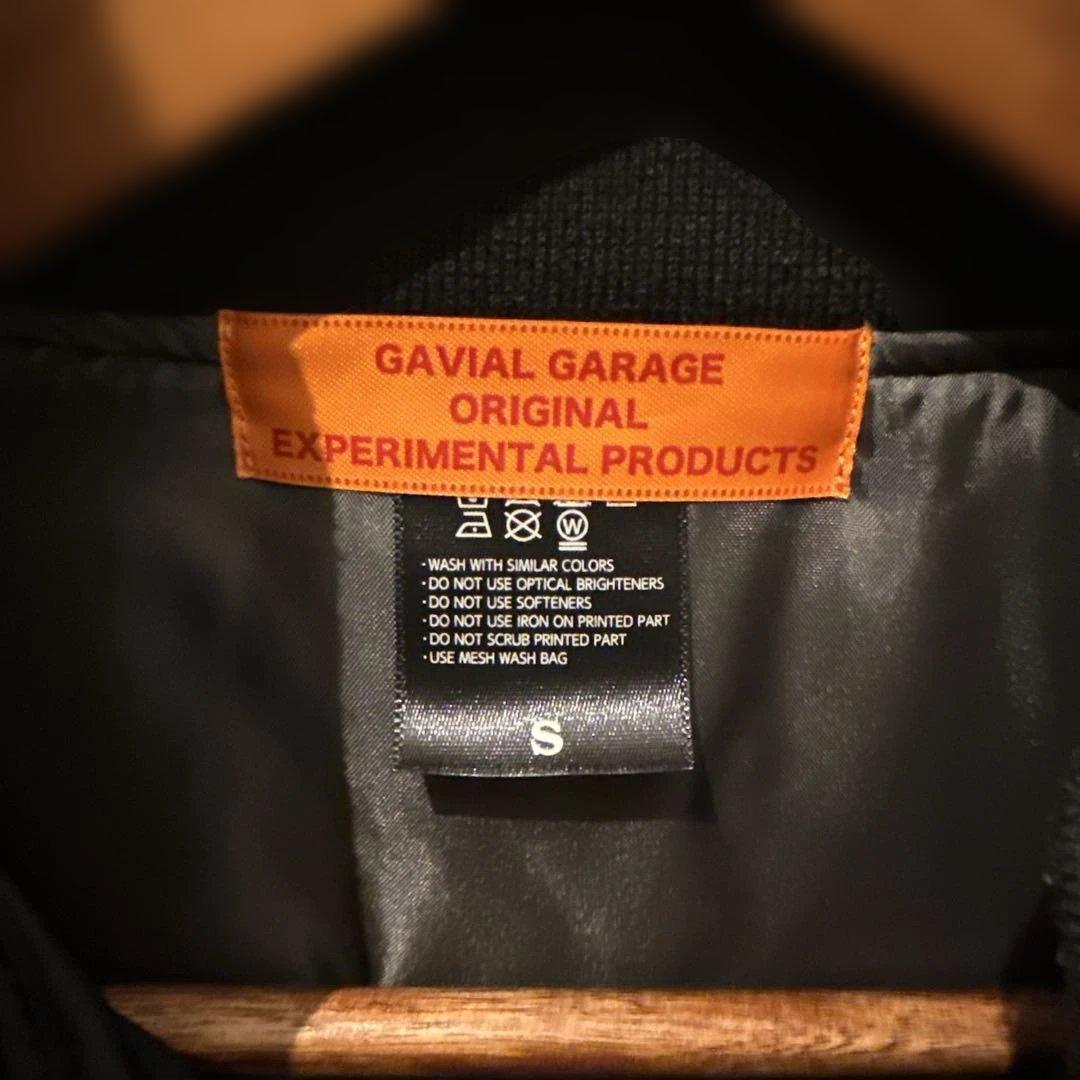 GAVIAL GARAGE
ORIGINAL
EXPERIMENTAL PRODUCTS
W
·WASH WITH SIMILAR COLORS
·DO NOT USE OPTICAL BRIGHTENERS
·DO NOT USE SOFTENERS
·DO NOT USE IRON ON PRINTED PART
·DO NOT SCRUB PRINTED PART
·USE MESH WASH BAG
S